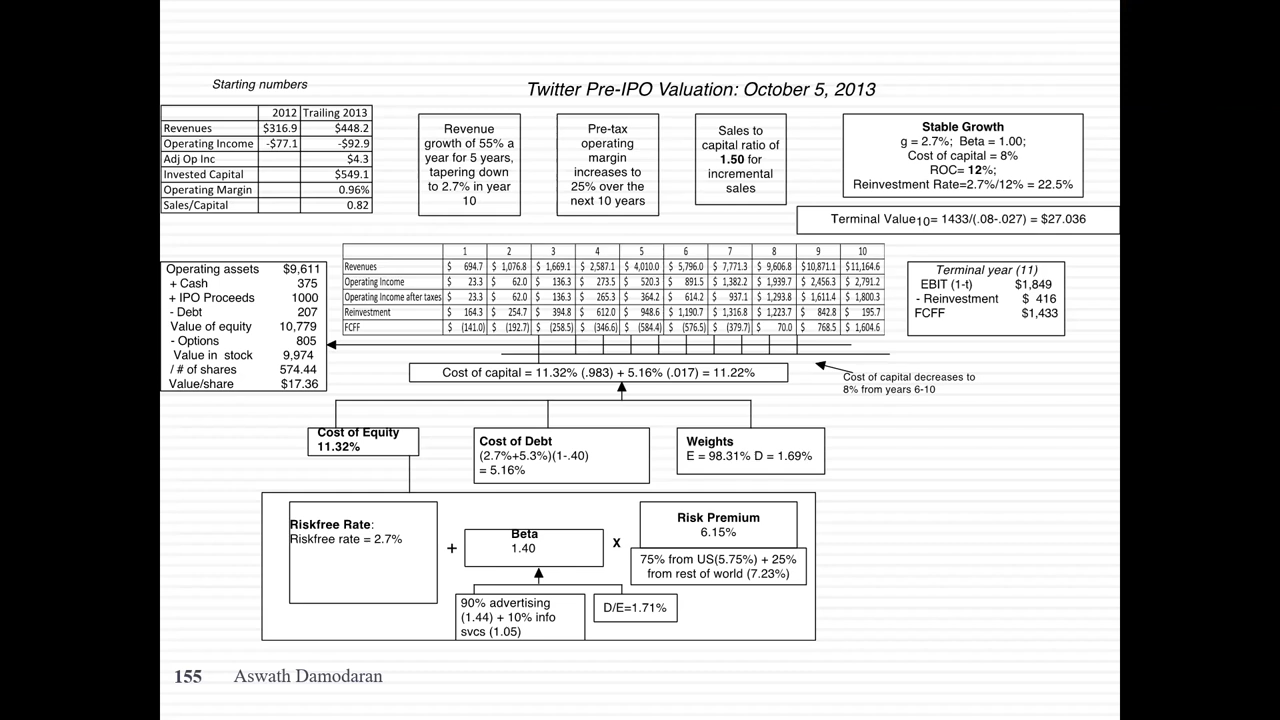 Starting numbers
Twitter Pre-IPO Valuation: October 5, 2013
2012 Trailing 2013
Revenues $316.9 $448.2
Operating Income -$77.1 -$92.9
Adj Op Inc $4.3
Invested Capital $549.1
Operating Margin 0.96%
Sales/Capital 0.82
Revenue
growth of 55% a
year for 5 years,
tapering down
to 2.7% in year
10
Pre-tax
operating
margin
increases to
25% over the
next 10 years
Sales to
capital ratio of
1.50 for
incremental
sales
Stable Growth
g = 2.7%; Beta = 1.00;
Cost of capital = 8%
ROC= 12%;
Reinvestment Rate=2.7%/12% = 22.5%
Terminal Value10= 1433/(.08-.027) = $27.036
Operating assets $9,611
+ Cash 375
+ IPO Proceeds 1000
- Debt 207
Value of equity 10,779
- Options 805
Value in stock 9,974
/ # of shares 574.44
Value/share $17.36
1 2 3 4 5 6 7 8 9 10
Revenues $ 694.7 $ 1,076.8 $ 1,669.1 $ 2,587.1 $ 4,010.0 $ 5,796.0 $ 7,771.3 $ 9,606.8 $10,871.1 $11,164.6
Operating Income $ 23.3 $ 62.0 $ 136.3 $ 273.5 $ 520.3 $ 891.5 $ 1,382.2 $ 1,939.7 $ 2,456.3 $ 2,791.2
Operating Income after taxes $ 23.3 $ 62.0 $ 136.3 $ 265.3 $ 364.2 $ 614.2 $ 937.1 $ 1,293.8 $ 1,611.4 $ 1,800.3
Reinvestment $ 164.3 $ 254.7 $ 394.8 $ 612.0 $ 948.6 $ 1,190.7 $ 1,316.8 $ 1,223.7 $ 842.8 $ 195.7
FCFF $ (141.0) $ (192.7) $ (258.5) $ (346.6) $ (584.4) $ (576.5) $ (379.7) $ 70.0 $ 768.5 $ 1,604.6
Terminal year (11)
EBIT (1-t) $1,849
- Reinvestment $ 416
FCFF $1,433
Cost of capital = 11.32% (.983) + 5.16% (.017) = 11.22%
Cost of capital decreases to
8% from years 6-10
Cost of Equity
11.32%
Cost of Debt
(2.7%+5.3%)(1-.40)
= 5.16%
Weights
E = 98.31% D = 1.69%
Riskfree Rate:
Riskfree rate = 2.7%
+
Beta
1.40
X
Risk Premium
6.15%
75% from US(5.75%) + 25%
from rest of world (7.23%)
90% advertising
(1.44) + 10% info
svcs (1.05)
D/E=1.71%
155 Aswath Damodaran